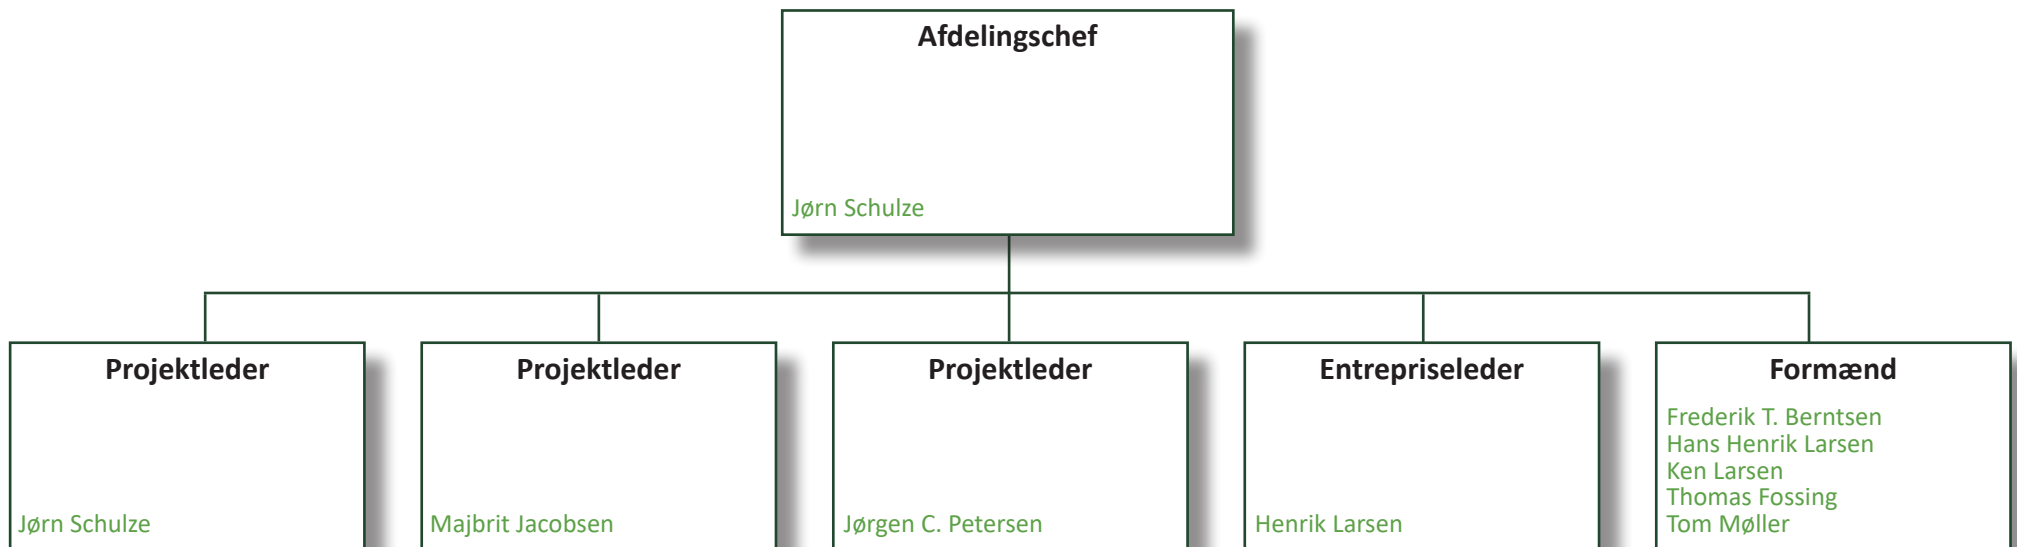 Afdelingschef
Jørn Schulze
Projektleder
Jørn Schulze
Projektleder
Majbrit Jacobsen
Projektleder
Jørgen C. Petersen
Entrepriseleder
Henrik Larsen
Formænd
Frederik T. Berntsen
Hans Henrik Larsen
Ken Larsen
Thomas Fossing
Tom Møller